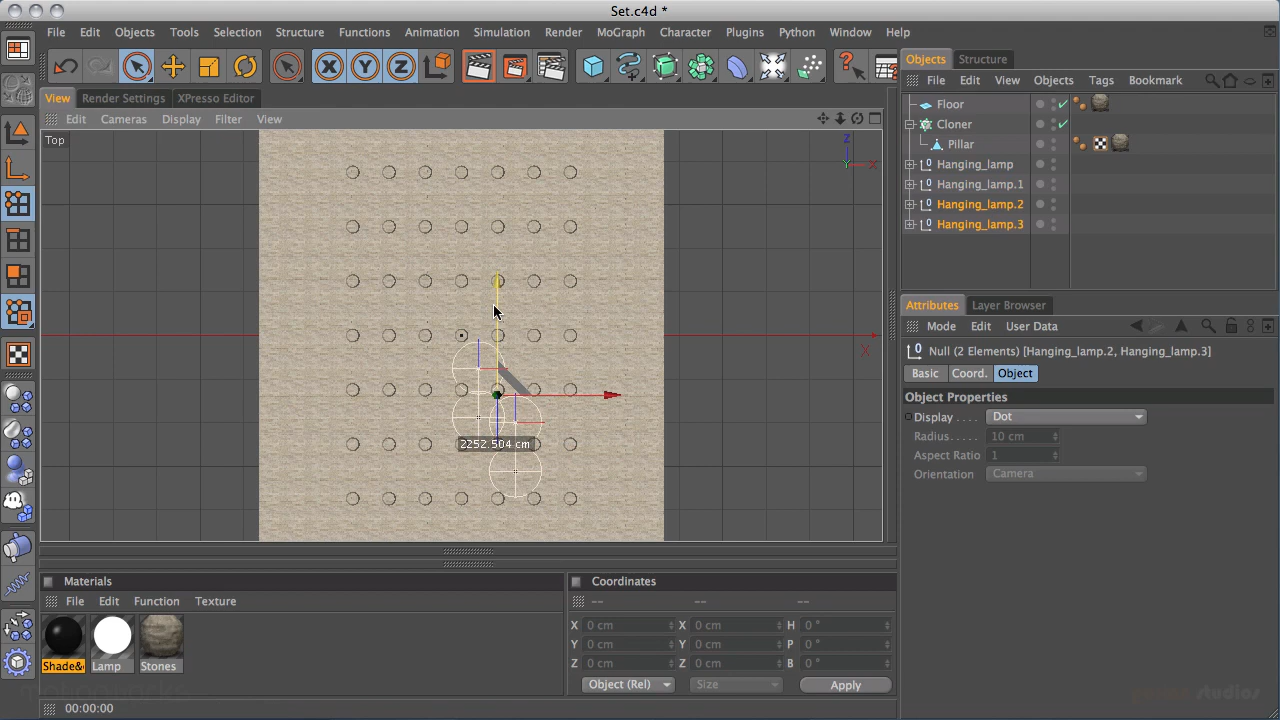 Set.c4d *
File Edit Objects Tools Selection Structure Functions Animation Simulation Render MoGraph Character Plugins Python Window Help
View Render Settings XPresso Editor
Edit Cameras Display Filter View
Top
Z
X
Y
X
2252.504 cm
Objects Structure
File Edit View Objects Tags Bookmark
Floor
Cloner
Pillar
Hanging_lamp
Hanging_lamp.1
Hanging_lamp.2
Hanging_lamp.3
Attributes Layer Browser
Mode Edit User Data
Null (2 Elements) [Hanging_lamp.2, Hanging_lamp.3]
Basic Coord. Object
Object Properties
Display . . . . Dot
Radius. . . . . 10 cm
Aspect Ratio 1
Orientation Camera
Materials
File Edit Function Texture
Shade& Lamp Stones
Coordinates
-- -- --
X 0 cm X 0 cm H 0 °
Y 0 cm Y 0 cm P 0 °
Z 0 cm Z 0 cm B 0 °
Object (Rel) Size Apply
00:00:00